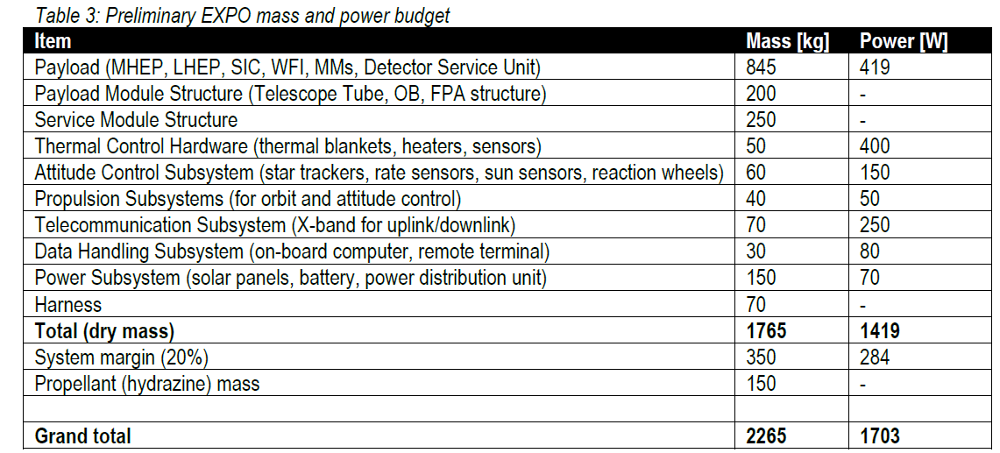 Table 3: Preliminary EXPO mass and power budget
Item Mass [kg] Power [W]
Payload (MHEP, LHEP, SIC, WFI, MMs, Detector Service Unit) 845 419
Payload Module Structure (Telescope Tube, OB, FPA structure) 200 -
Service Module Structure 250 -
Thermal Control Hardware (thermal blankets, heaters, sensors) 50 400
Attitude Control Subsystem (star trackers, rate sensors, sun sensors, reaction wheels) 60 150
Propulsion Subsystems (for orbit and attitude control) 40 50
Telecommunication Subsystem (X-band for uplink/downlink) 70 250
Data Handling Subsystem (on-board computer, remote terminal) 30 80
Power Subsystem (solar panels, battery, power distribution unit) 150 70
Harness 70 -
Total (dry mass) 1765 1419
System margin (20%) 350 284
Propellant (hydrazine) mass 150 -
Grand total 2265 1703